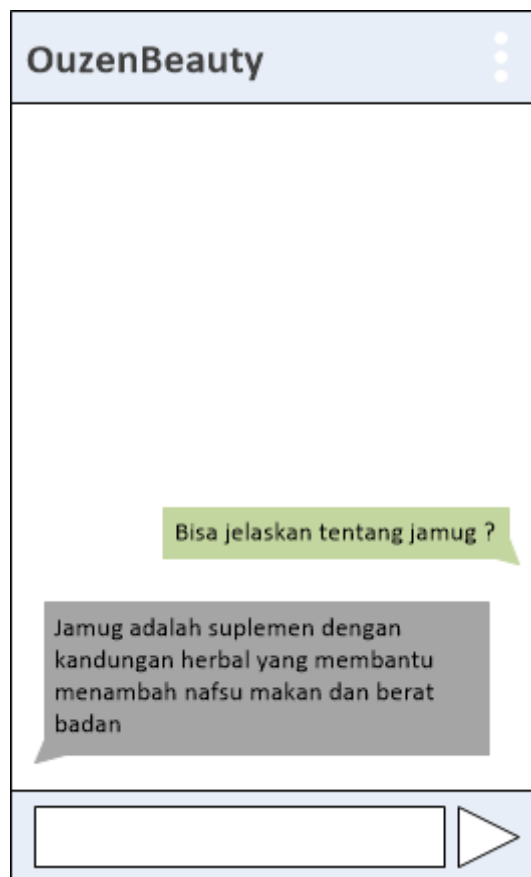 OuzenBeauty
Bisa jelaskan tentang jamug ?
Jamug adalah suplemen dengan
kandungan herbal yang membantu
menambah nafsu makan dan berat
badan